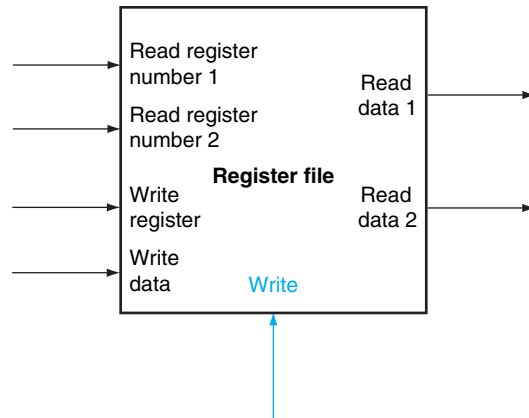 Read register
number 1
Read register
number 2
Read
data 1
Register file
Write
register
Read
data 2
Write
data
Write